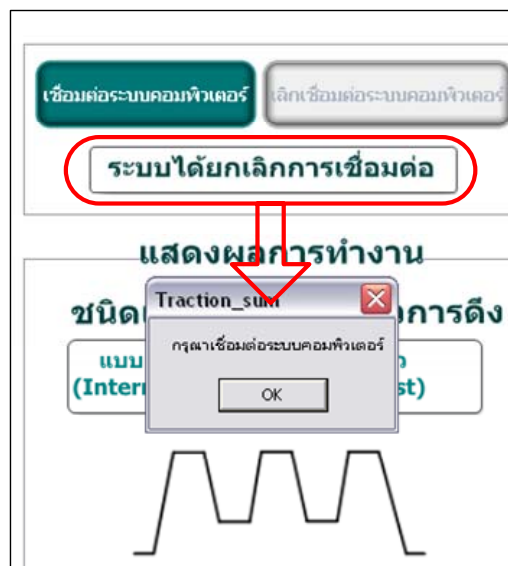 เชื่อมต่อระบบคอมพิวเตอร์
เลิกเชื่อมต่อระบบคอมพิวเตอร์
ระบบได้ยกเลิกการเชื่อมต่อ
แสดงผลการทำงาน
ชนิด การดึง
Traction_sum
กรุณาเชื่อมต่อระบบคอมพิวเตอร์
OK
แบบ
(Inter st)